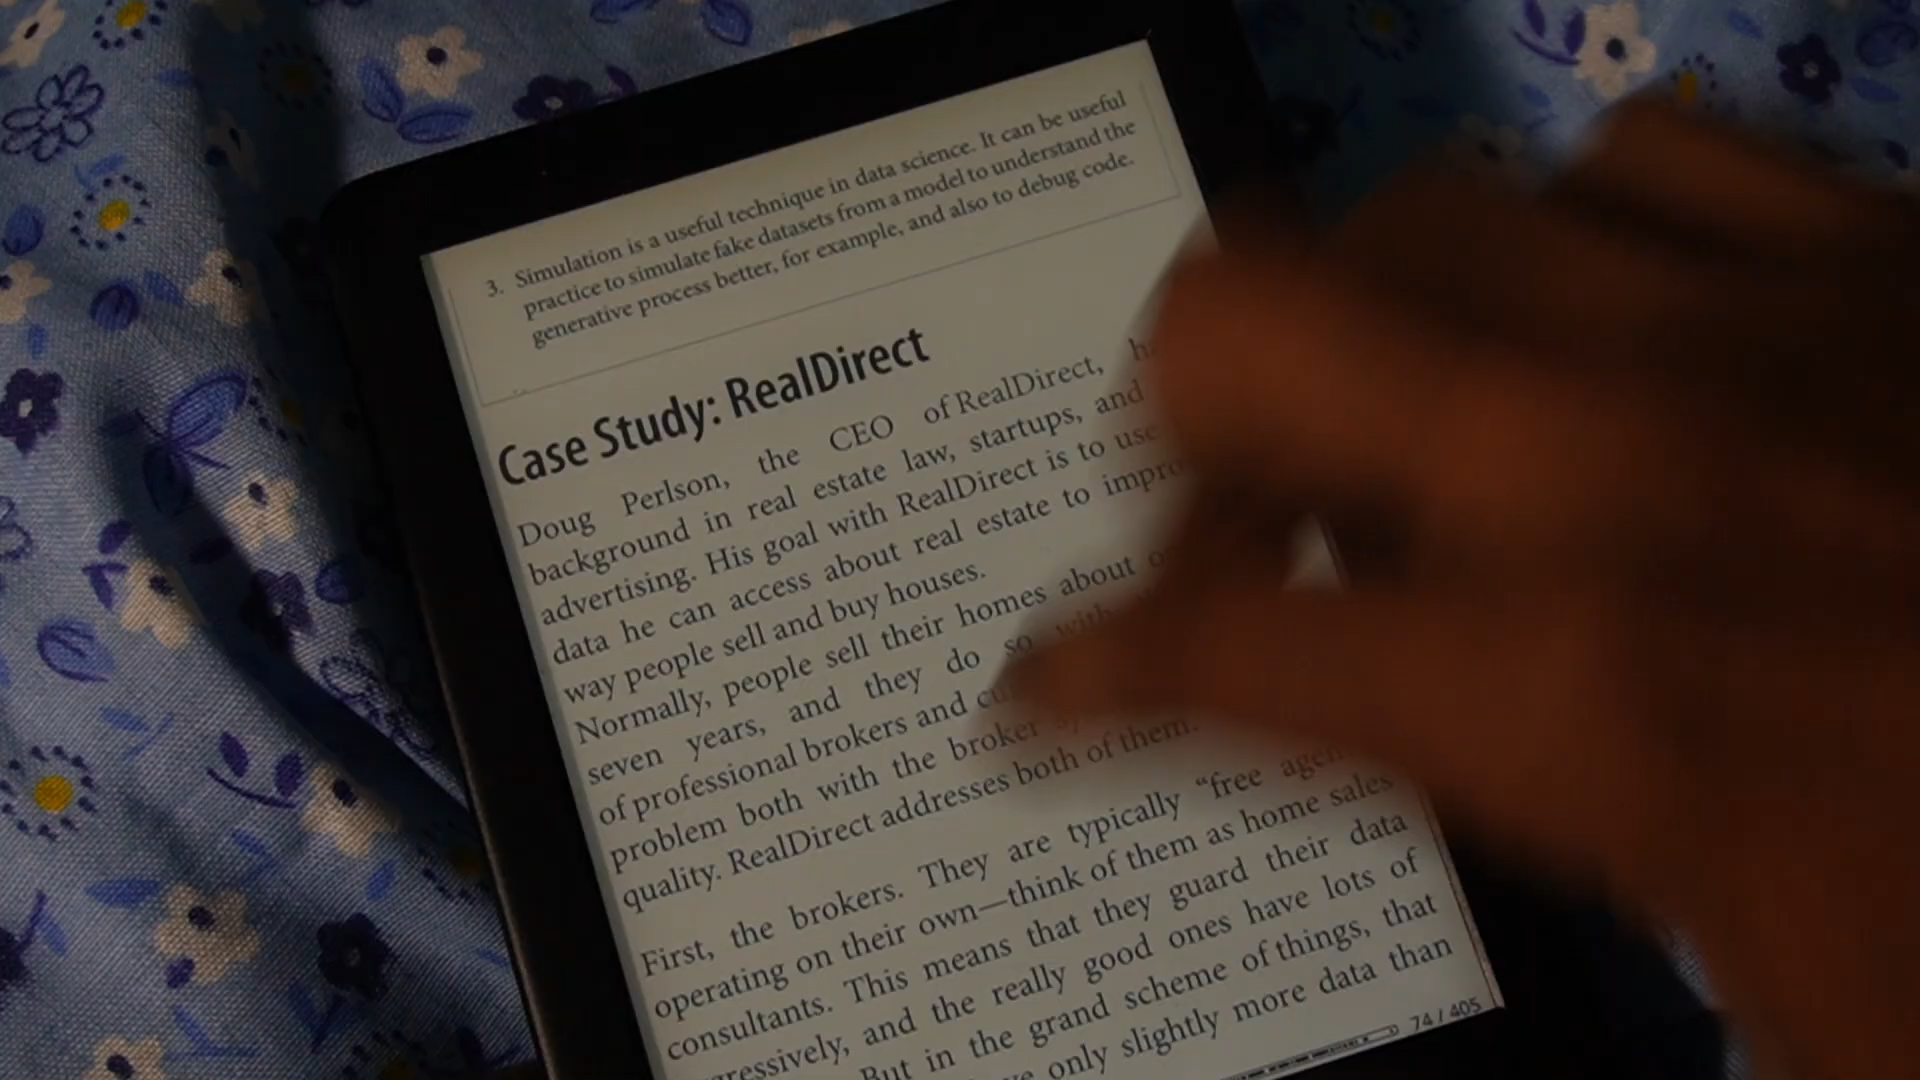 3. Simulation is a useful technique in data science. It can be useful
practice to simulate fake datasets from a model to understand the
generative process better, for example, and also to debug code.
Case Study: RealDirect
Doug Perlson, the CEO of RealDirect,
background in real estate law, startups, and
advertising. His goal with RealDirect is to use
data he can access about real estate to
way people sell and buy houses.
Normally, people sell their homes about
seven years, and they do so with
of professional brokers and
problem both with the broker
quality. RealDirect addresses both of them.
First, the brokers. They are typically “free
operating on their own—think of them as home sales
consultants. This means that they guard their data
and the really good ones have lots of
But in the grand scheme of things, that
only slightly more data than
74 / 405